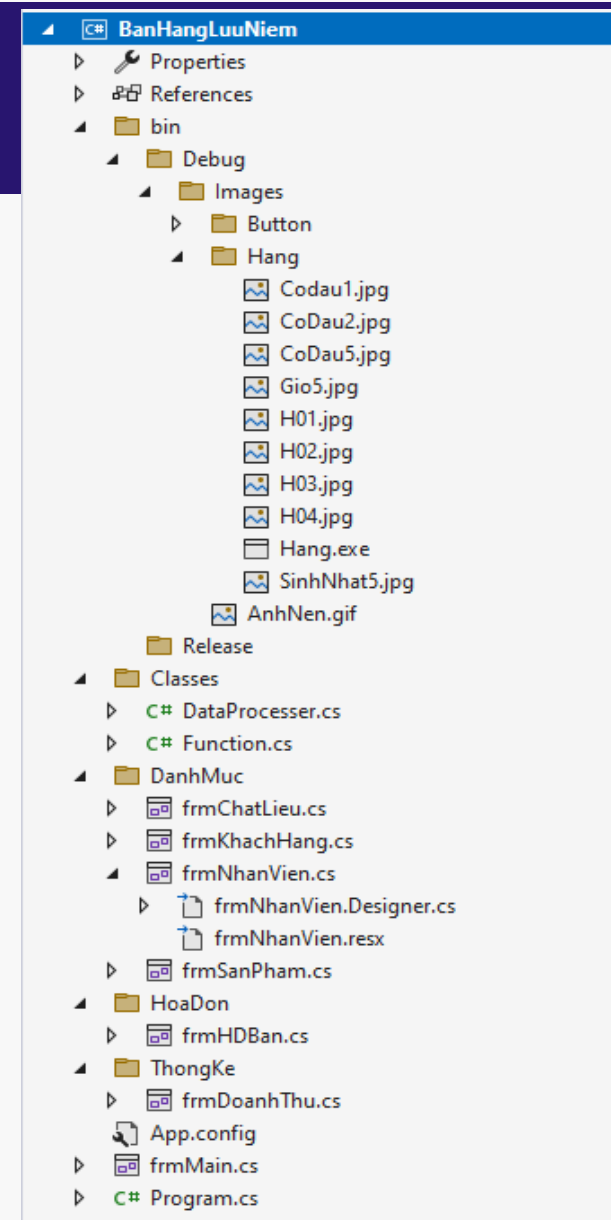 C# BanHangLuuNiem
Properties
References
bin
Debug
Images
Button
Hang
Codau1.jpg
CoDau2.jpg
CoDau5.jpg
Gio5.jpg
H01.jpg
H02.jpg
H03.jpg
H04.jpg
Hang.exe
SinhNhat5.jpg
AnhNen.gif
Release
Classes
C# DataProcesser.cs
C# Function.cs
DanhMuc
frmChatLieu.cs
frmKhachHang.cs
frmNhanVien.cs
frmNhanVien.Designer.cs
frmNhanVien.resx
frmSanPham.cs
HoaDon
frmHDBan.cs
ThongKe
frmDoanhThu.cs
App.config
frmMain.cs
C# Program.cs